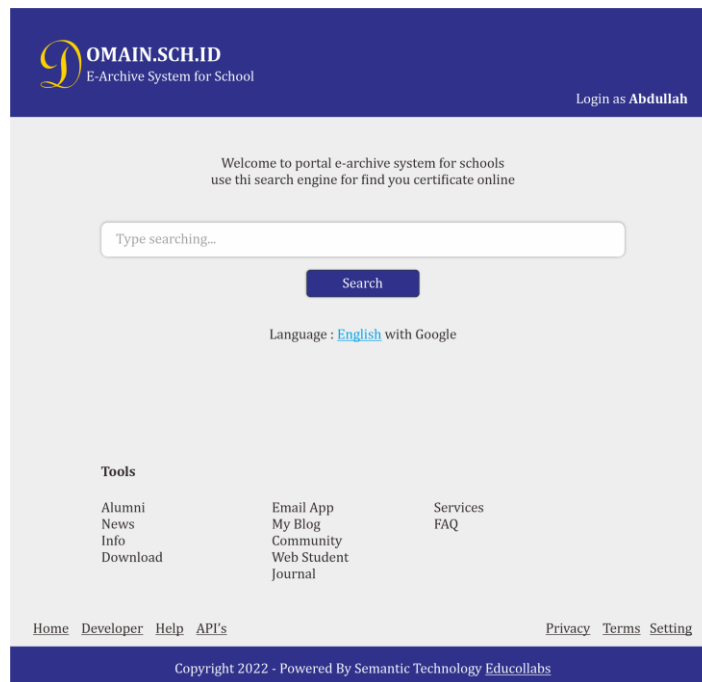 DOMAIN.SCH.ID
E-Archive System for School
Login as Abdullah
Welcome to portal e-archive system for schools
use thi search engine for find you certificate online
Type searching...
Search
Language : English with Google
Tools
Alumni
News
Info
Download
Email App
My Blog
Community
Web Student
Journal
Services
FAQ
Home Developer Help API's Privacy Terms Setting
Copyright 2022 - Powered By Semantic Technology Educollabs